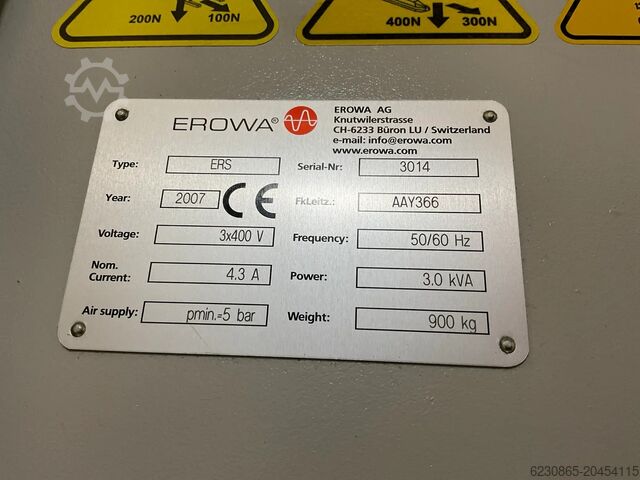 200N 100N
400N 300N
EROWA®
EROWA AG
Knutwilerstrasse
CH-6233 Büron LU / Switzerland
e-mail: info@erowa.com
www.erowa.com
Type: ERS Serial-Nr: 3014
Year: 2007 CE FkLeitz.: AAY366
Voltage: 3x400 V Frequency: 50/60 Hz
Nom.
Current: 4.3 A Power: 3.0 kVA
Air supply: pmin.=5 bar Weight: 900 kg
6230865-20454115